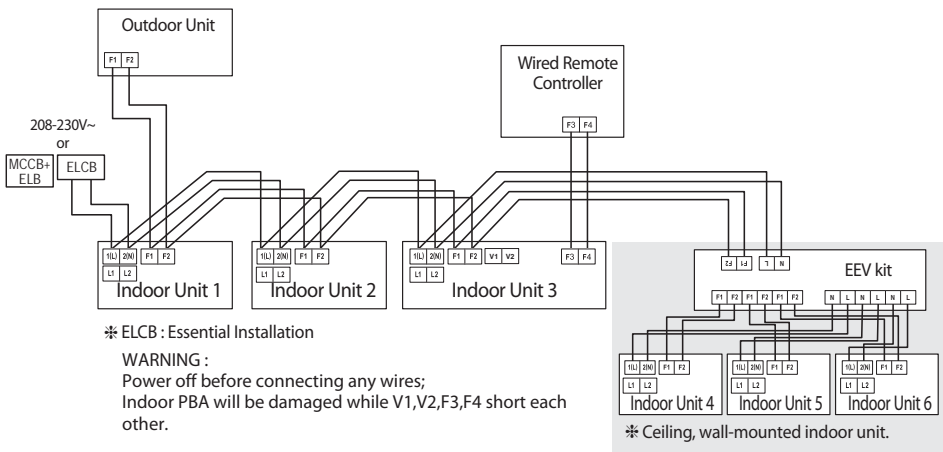 Outdoor Unit
F1 F2
Wired Remote
Controller
F3 F4
208-230V~
or
MCCB+
ELB
ELCB
1(L) 2(N) F1 F2
L1 L2
Indoor Unit 1
1(L) 2(N) F1 F2
L1 L2
Indoor Unit 2
1(L) 2(N) F1 F2 V1 V2 F3 F4
L1 L2
Indoor Unit 3
F2 F1 L N
EEV kit
F1 F2 F1 F2 F1 F2 N L N L N L
1(L) 2(N) F1 F2
L1 L2
Indoor Unit 4
1(L) 2(N) F1 F2
L1 L2
Indoor Unit 5
1(L) 2(N) F1 F2
L1 L2
Indoor Unit 6
❈ Ceiling, wall-mounted indoor unit.
❈ ELCB : Essential Installation
WARNING :
Power off before connecting any wires;
Indoor PBA will be damaged while V1,V2,F3,F4 short each
other.